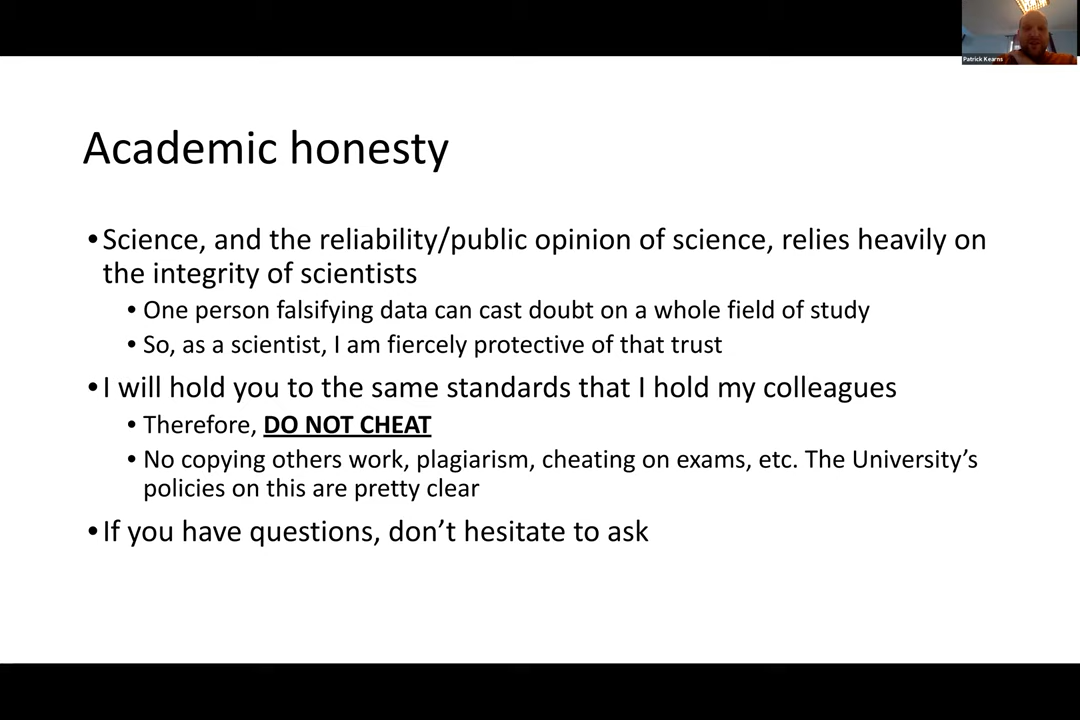 Patrick Kearns
Academic honesty
•Science, and the reliability/public opinion of science, relies heavily on
the integrity of scientists
• One person falsifying data can cast doubt on a whole field of study
• So, as a scientist, I am fiercely protective of that trust
•I will hold you to the same standards that I hold my colleagues
• Therefore, DO NOT CHEAT
• No copying others work, plagiarism, cheating on exams, etc. The University’s
policies on this are pretty clear
•If you have questions, don’t hesitate to ask